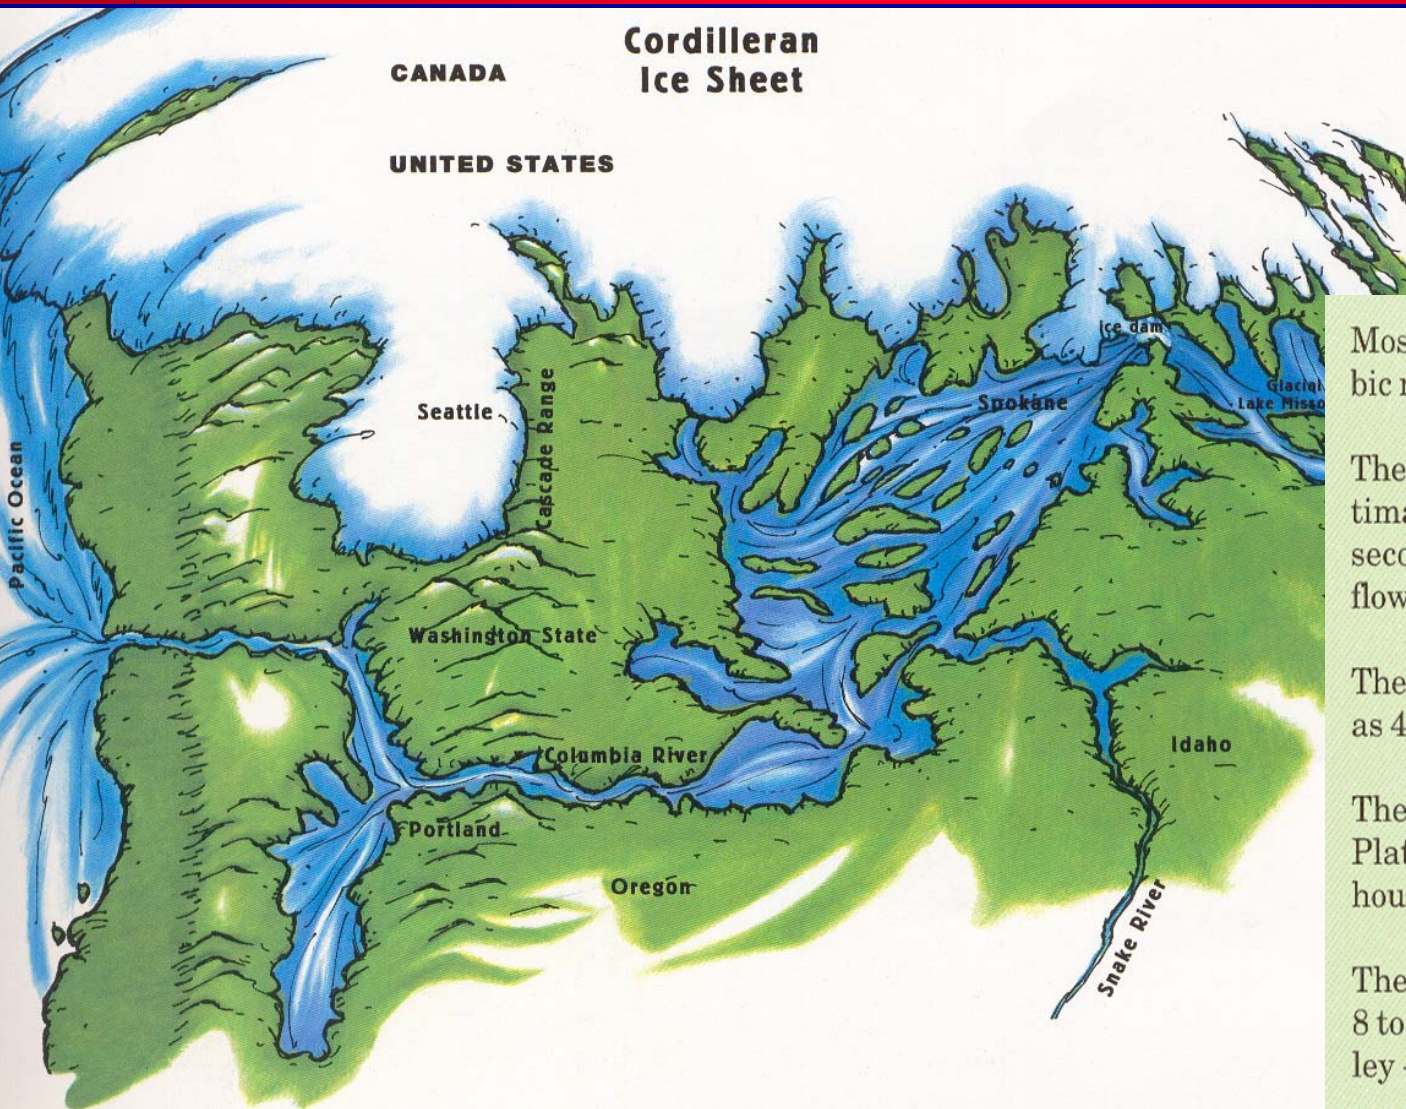 Cordilleran
Ice Sheet
CANADA
UNITED STATES
ice dam
Glacial
Lake Misso
Spokane
Seattle
Cascade Range
Pacific Ocean
Washington State
Columbia River
Idaho
Portland
Oregon
Snake River
Mos
bic r
The
tima
seco
flow
The
as 4
The
Plat
hou
The
8 to
ley